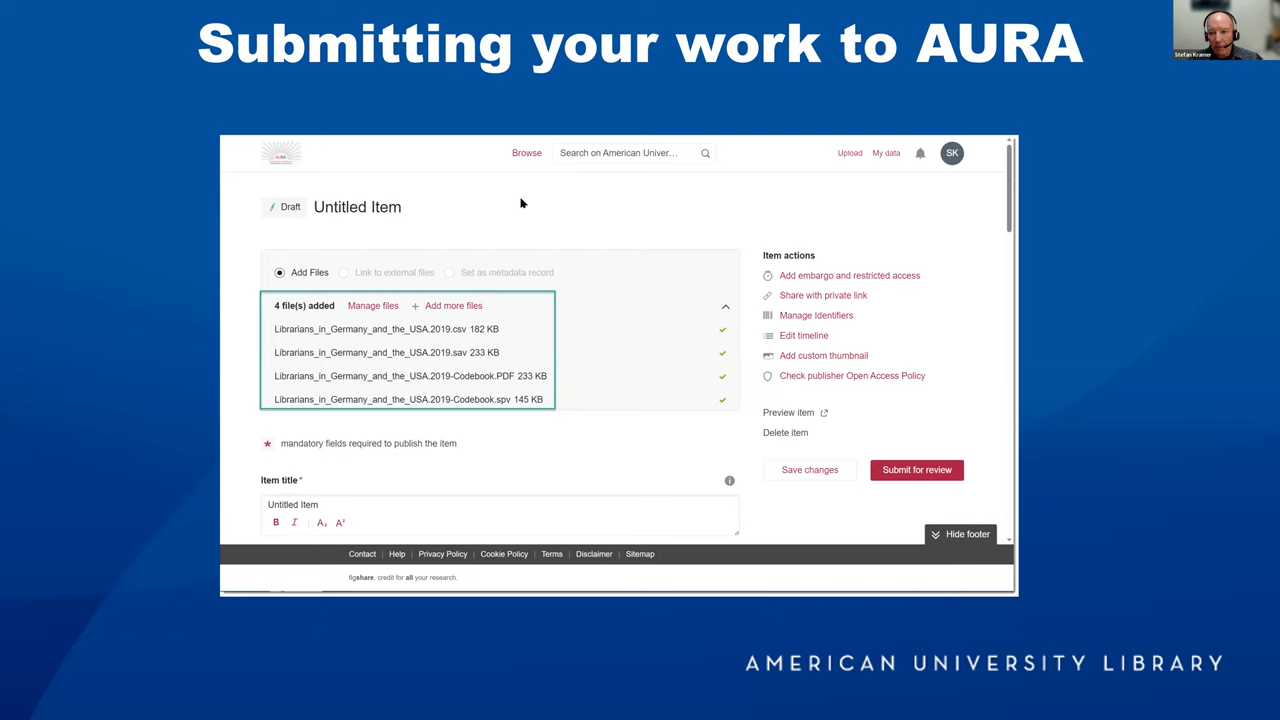 Submitting your work to AURA
Stefan Kramer
AURA
Browse
Search on American Univer...
Upload
My data
SK
Draft
Untitled Item
Add Files
Link to external files
Set as metadata record
4 file(s) added
Manage files
+ Add more files
Librarians_in_Germany_and_the_USA.2019.csv 182 KB
Librarians_in_Germany_and_the_USA.2019.sav 233 KB
Librarians_in_Germany_and_the_USA.2019-Codebook.PDF 233 KB
Librarians_in_Germany_and_the_USA.2019-Codebook.spv 145 KB
* mandatory fields required to publish the item
Item title *
Untitled Item
B I A₂ A²
Item actions
Add embargo and restricted access
Share with private link
Manage Identifiers
Edit timeline
Add custom thumbnail
Check publisher Open Access Policy
Preview item
Delete item
Save changes
Submit for review
Hide footer
Contact | Help | Privacy Policy | Cookie Policy | Terms | Disclaimer | Sitemap
figshare. credit for all your research.
AMERICAN UNIVERSITY LIBRARY